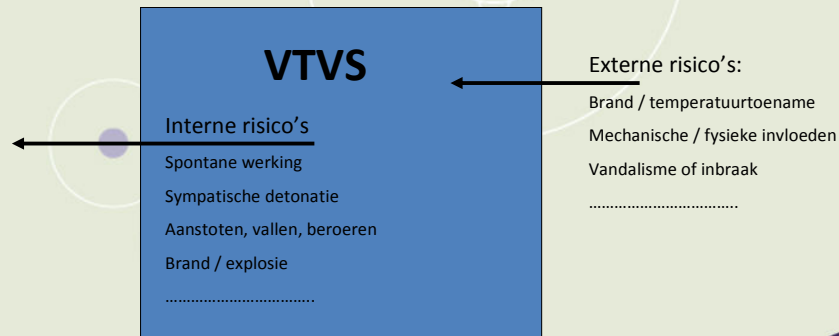 VTVS
Interne risico’s
Spontane werking
Sympatische detonatie
Aanstoten, vallen, beroeren
Brand / explosie
……………………………..
Externe risico’s:
Brand / temperatuurtoename
Mechanische / fysieke invloeden
Vandalisme of inbraak
……………………………..